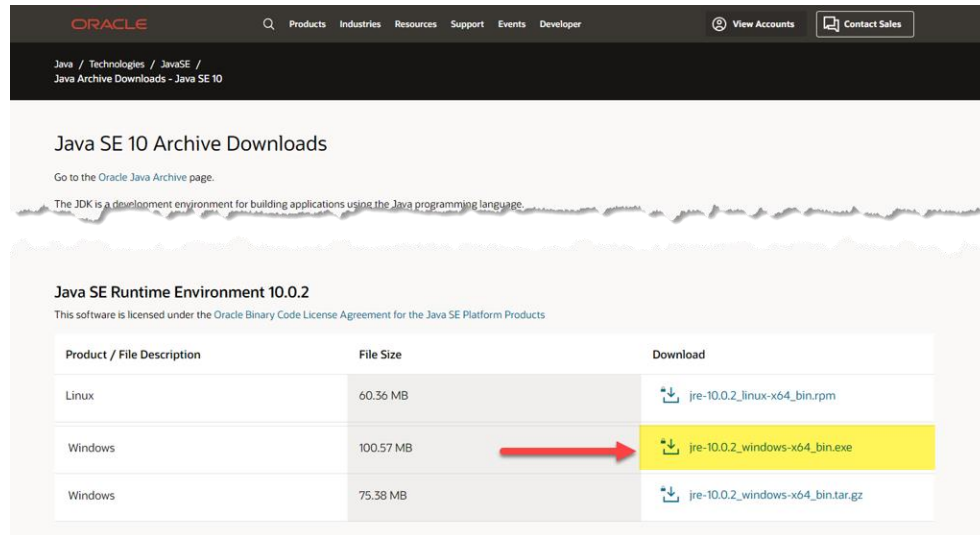 ORACLE
Products Industries Resources Support Events Developer
View Accounts
Contact Sales
Java / Technologies / JavaSE /
Java Archive Downloads - Java SE 10
Java SE 10 Archive Downloads
Go to the Oracle Java Archive page.
The JDK is a development environment for building applications using the Java programming language.
Java SE Runtime Environment 10.0.2
This software is licensed under the Oracle Binary Code License Agreement for the Java SE Platform Products
Product / File Description File Size Download
Linux 60.36 MB jre-10.0.2_linux-x64_bin.rpm
Windows 100.57 MB jre-10.0.2_windows-x64_bin.exe
Windows 75.38 MB jre-10.0.2_windows-x64_bin.tar.gz